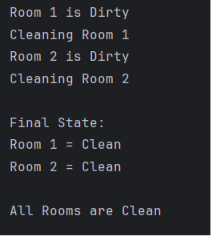 Room 1 is Dirty
Cleaning Room 1
Room 2 is Dirty
Cleaning Room 2

Final State:
Room 1 = Clean
Room 2 = Clean

All Rooms are Clean